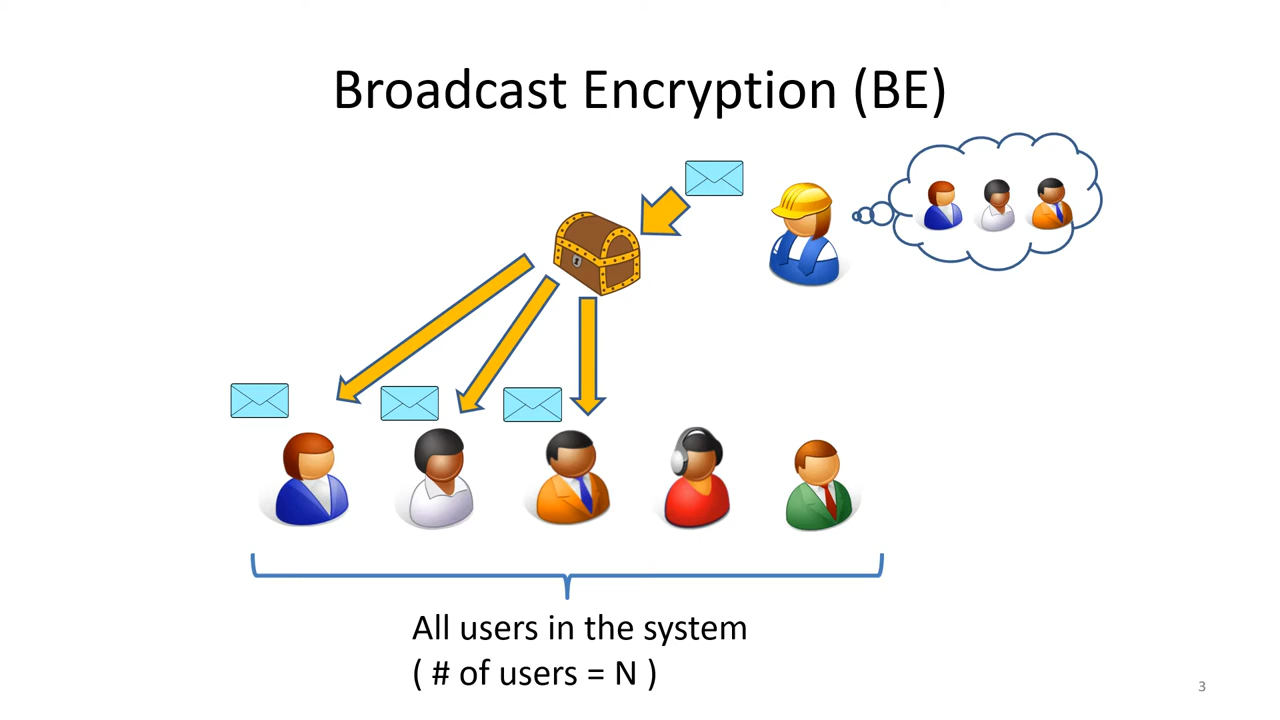 Broadcast Encryption (BE)
All users in the system
( # of users = N )
3